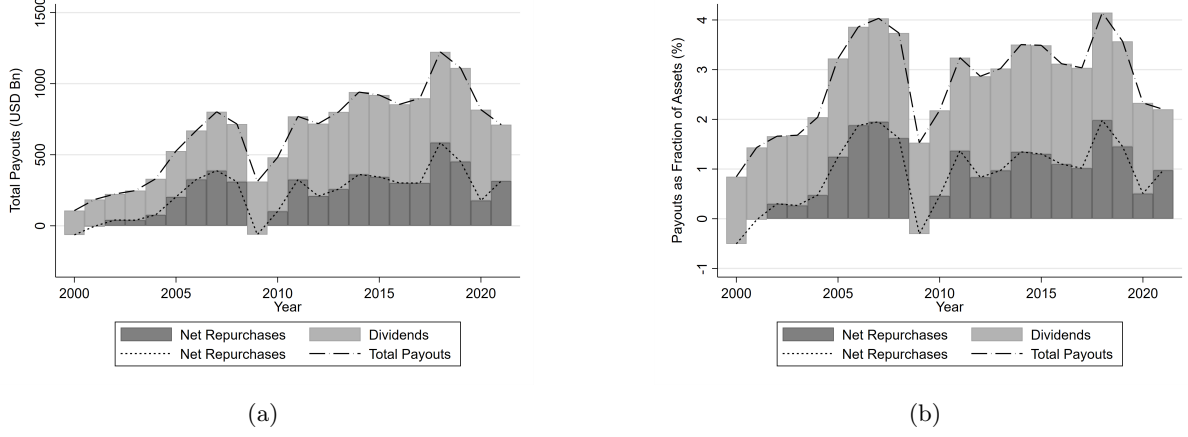 Total Payouts (USD Bn)
1500
1000
500
0
2000 2005 2010 2015 2020
Year
Net Repurchases Dividends
Net Repurchases Total Payouts
(a)
Payouts as Fraction of Assets (%)
4
3
2
1
0
-1
2000 2005 2010 2015 2020
Year
Net Repurchases Dividends
Net Repurchases Total Payouts
(b)